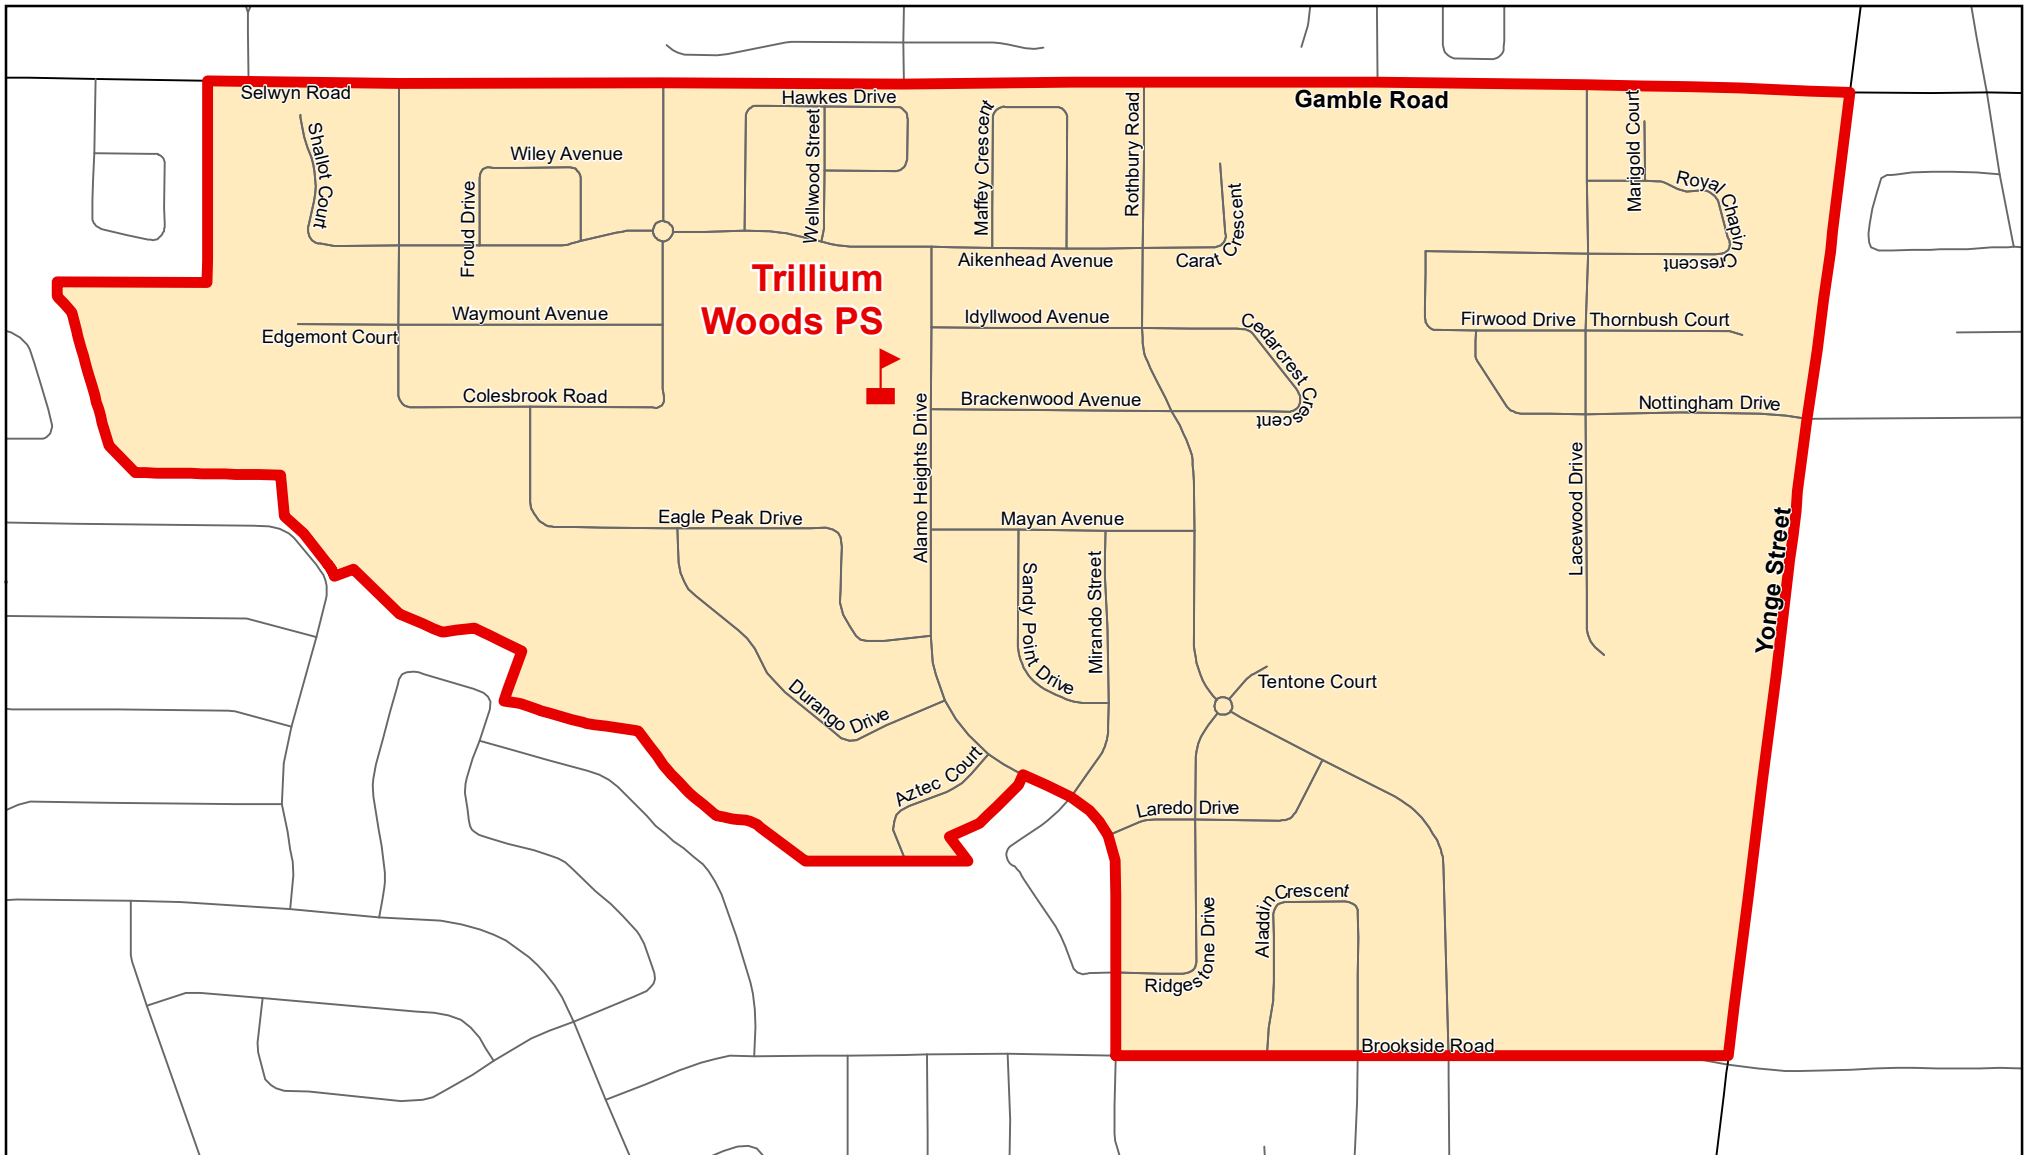 Selwyn Road
Hawkes Drive
Gamble Road
Shallot Court
Wiley Avenue
Froud Drive
Wellwood Street
Maffey Crescent
Rothbury Road
Carat Crescent
Marigold Court
Royal Chapin Crescent
Aikenhead Avenue
Trillium
Woods PS
Waymount Avenue
Edgemont Court
Idyllwood Avenue
Cedarcrest Crescent
Firwood Drive
Thornbush Court
Colesbrook Road
Brackenwood Avenue
Nottingham Drive
Alamo Heights Drive
Lacewood Drive
Eagle Peak Drive
Mayan Avenue
Yonge Street
Sandy Point Drive
Mirando Street
Tentone Court
Durango Drive
Aztec Court
Laredo Drive
Aladdin Crescent
Ridgestone Drive
Brookside Road